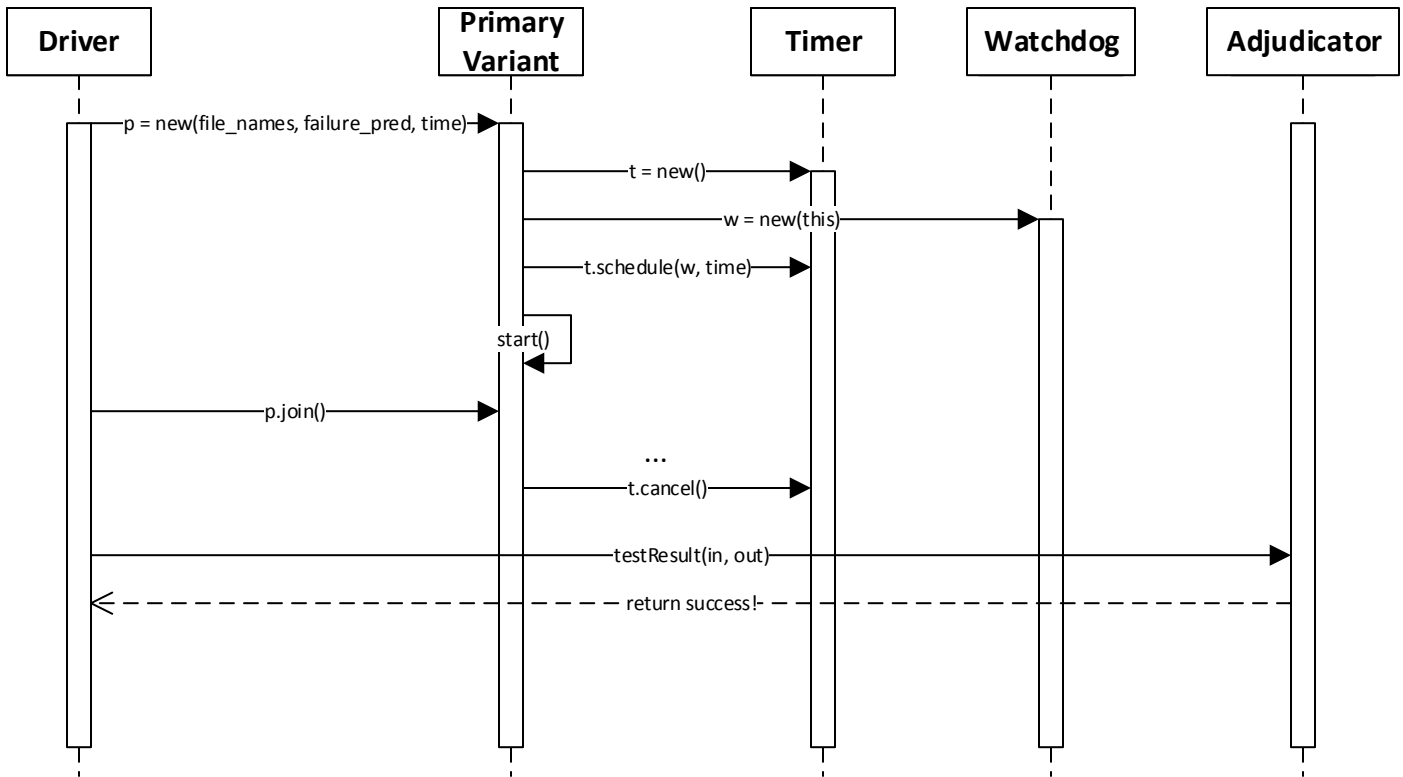 Driver
Primary
Variant
Timer
Watchdog
Adjudicator
p = new(file_names, failure_pred, time)
t = new()
w = new(this)
t.schedule(w, time)
start()
p.join()
...
t.cancel()
testResult(in, out)
return success!